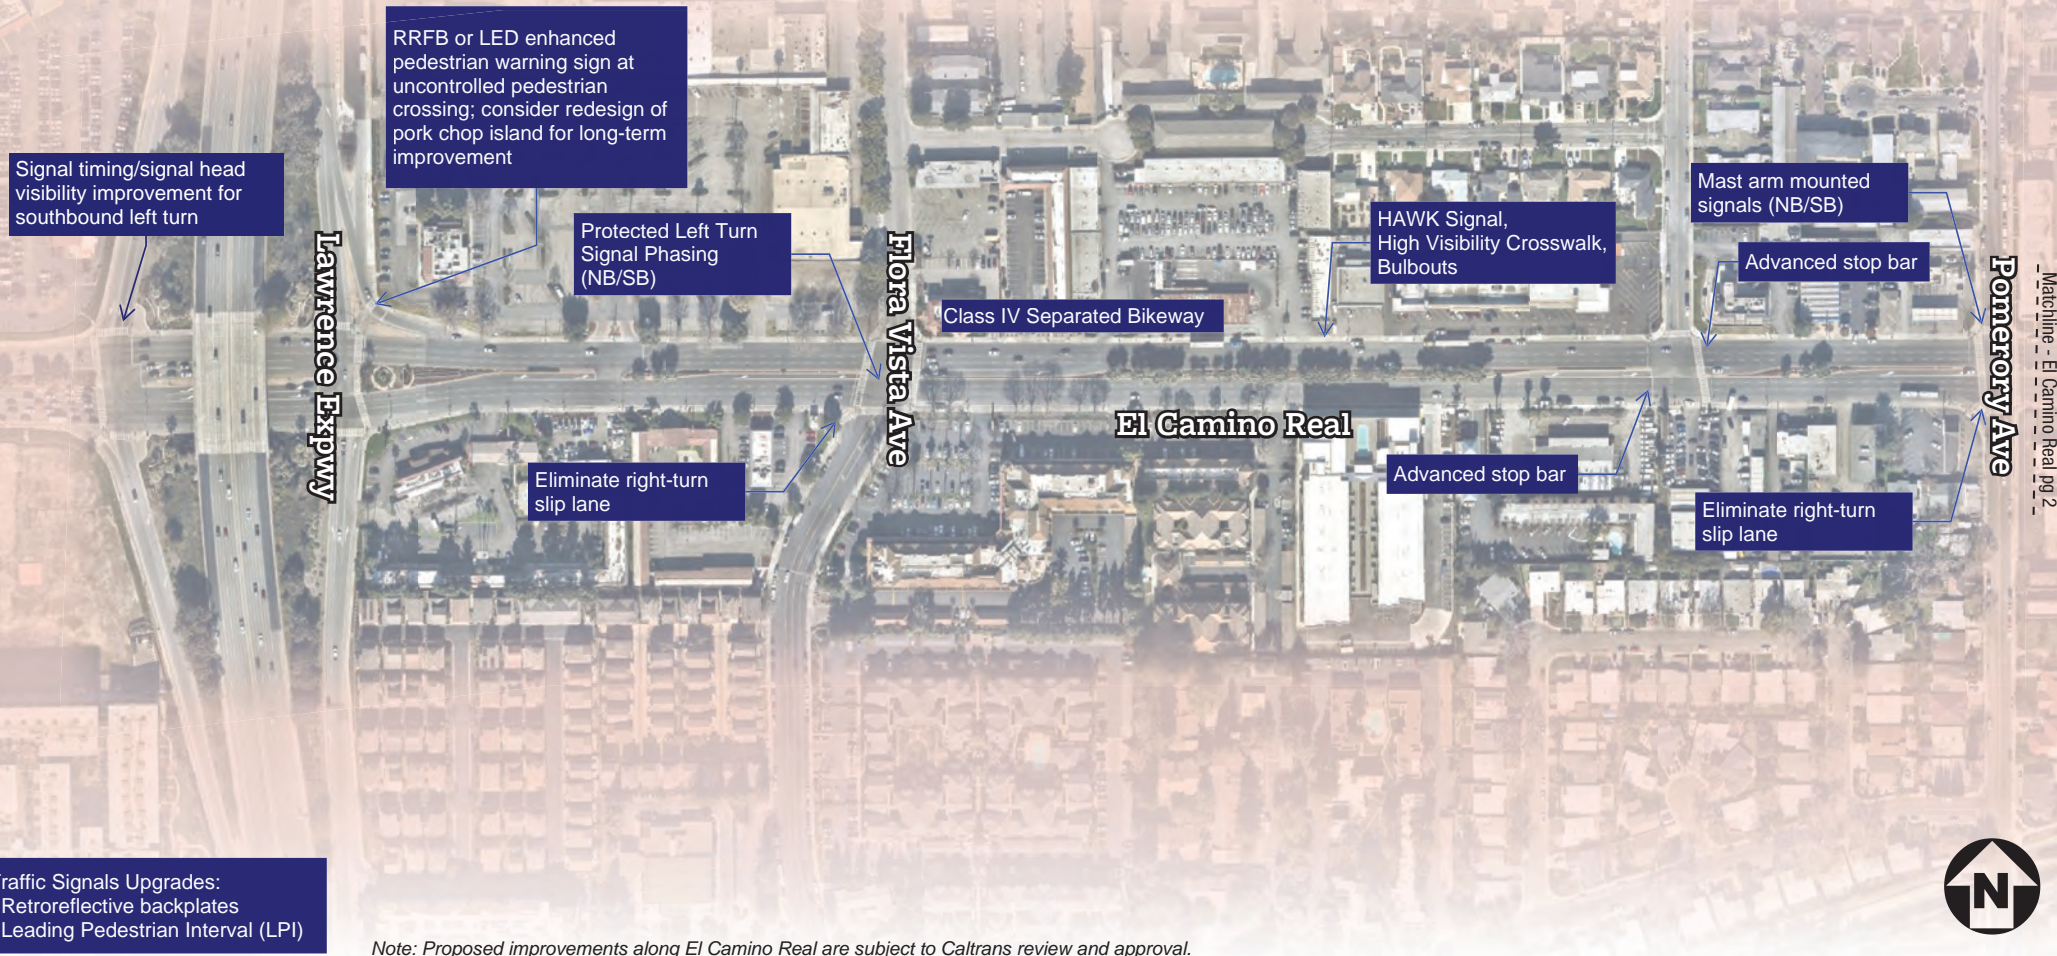 RRFB or LED enhanced
pedestrian warning sign at
uncontrolled pedestrian
crossing; consider redesign of
pork chop island for long-term
improvement
Signal timing/signal head
visibility improvement for
southbound left turn
Protected Left Turn
Signal Phasing
(NB/SB)
HAWK Signal,
High Visibility Crosswalk,
Bulbouts
Mast arm mounted
signals (NB/SB)
Advanced stop bar
Class IV Separated Bikeway
Lawrence Expwy
Flora Vista Ave
El Camino Real
Pomerory Ave
Matchline - El Camino Real pg 2
Eliminate right-turn
slip lane
Advanced stop bar
Eliminate right-turn
slip lane
raffic Signals Upgrades:
Retroreflective backplates
Leading Pedestrian Interval (LPI)
N
Note: Proposed improvements along El Camino Real are subject to Caltrans review and approval.